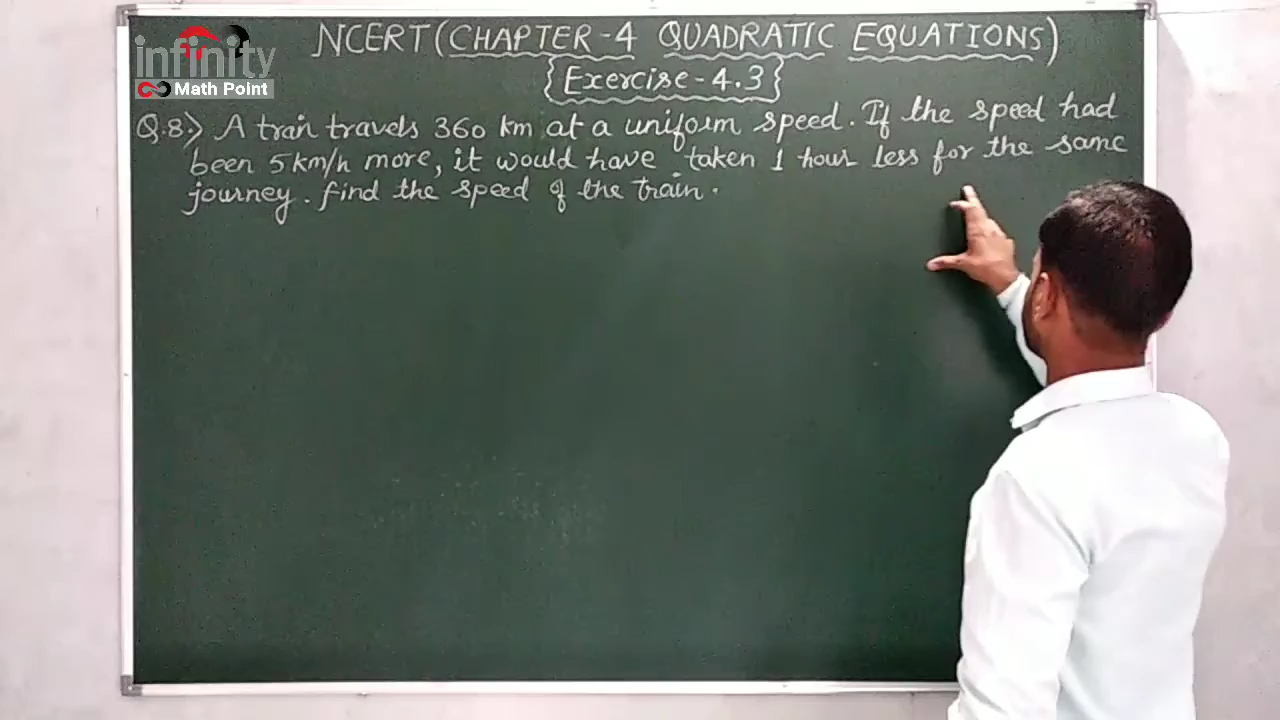 infinity
Math Point
NCERT (CHAPTER-4 QUADRATIC EQUATIONS)
{Exercise-4.3}
Q.8.> A train travels 360 km at a uniform speed. If the speed had
been 5 km/h more, it would have taken 1 hour less for the same
journey. find the speed of the train.